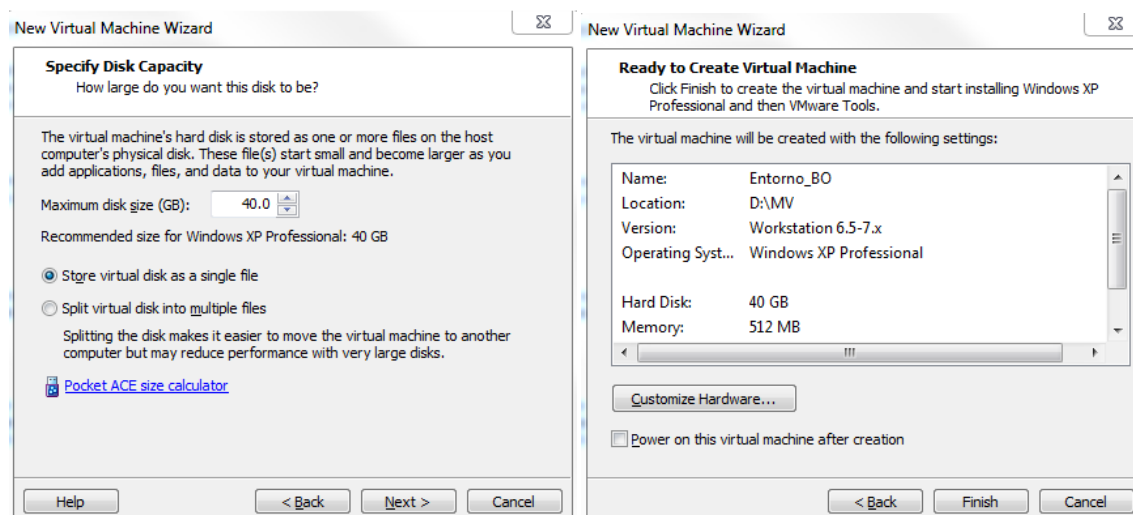 New Virtual Machine Wizard
Specify Disk Capacity
How large do you want this disk to be?
The virtual machine's hard disk is stored as one or more files on the host
computer's physical disk. These file(s) start small and become larger as you
add applications, files, and data to your virtual machine.
Maximum disk size (GB): 40.0
Recommended size for Windows XP Professional: 40 GB
Store virtual disk as a single file
Split virtual disk into multiple files
Splitting the disk makes it easier to move the virtual machine to another
computer but may reduce performance with very large disks.
Pocket ACE size calculator
Help < Back Next > Cancel
New Virtual Machine Wizard
Ready to Create Virtual Machine
Click Finish to create the virtual machine and start installing Windows XP
Professional and then VMware Tools.
The virtual machine will be created with the following settings:
Name: Entorno_BO
Location: D:\MV
Version: Workstation 6.5-7.x
Operating Syst... Windows XP Professional
Hard Disk: 40 GB
Memory: 512 MB
Customize Hardware...
Power on this virtual machine after creation
< Back Finish Cancel